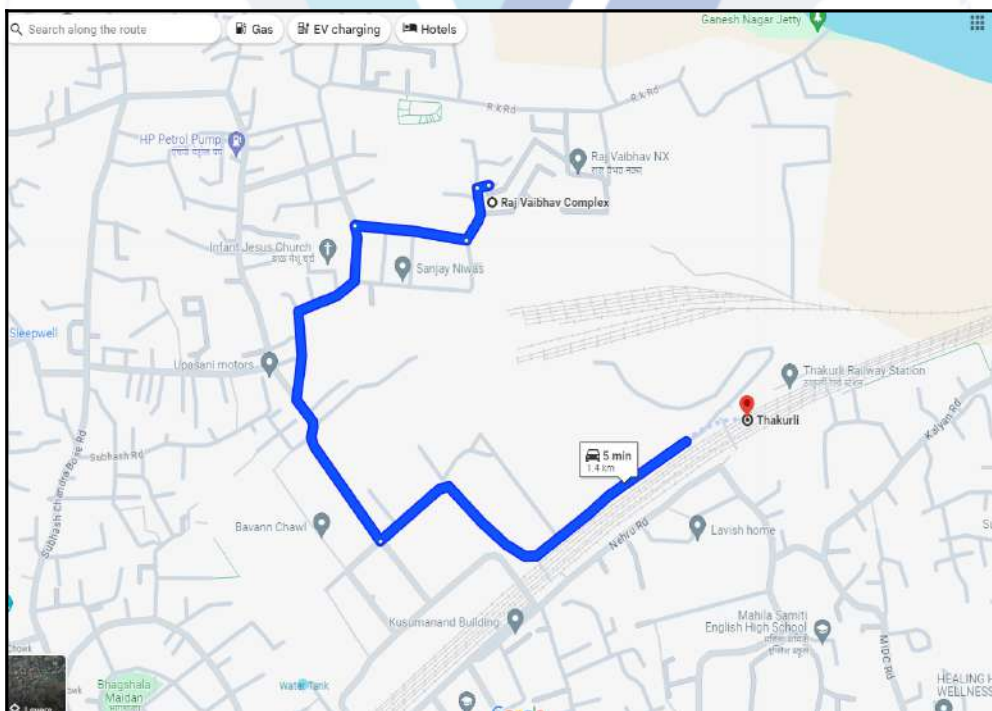 Search along the route
Gas
EV charging
Hotels
Ganesh Nagar Jetty
R k Rd
R k Rd
HP Petrol Pump
Raj Vaibhav NX
Raj Vaibhav Complex
Infant Jesus Church
Sanjay Niwas
Sleepwell
Upasani motors
Thakurli Railway Station
Thakurli
Kalyan Rd
5 min
1.4 km
Subhash Rd
Subhash Chandra Bose Rd
Bavann Chawl
Nehru Rd
Lavish home
Kusumanand Building
Mahila Samiti
English High School
MIDC Rd
HEALING H
WELLNESS
Bhagshala
Maidan
Water Tank